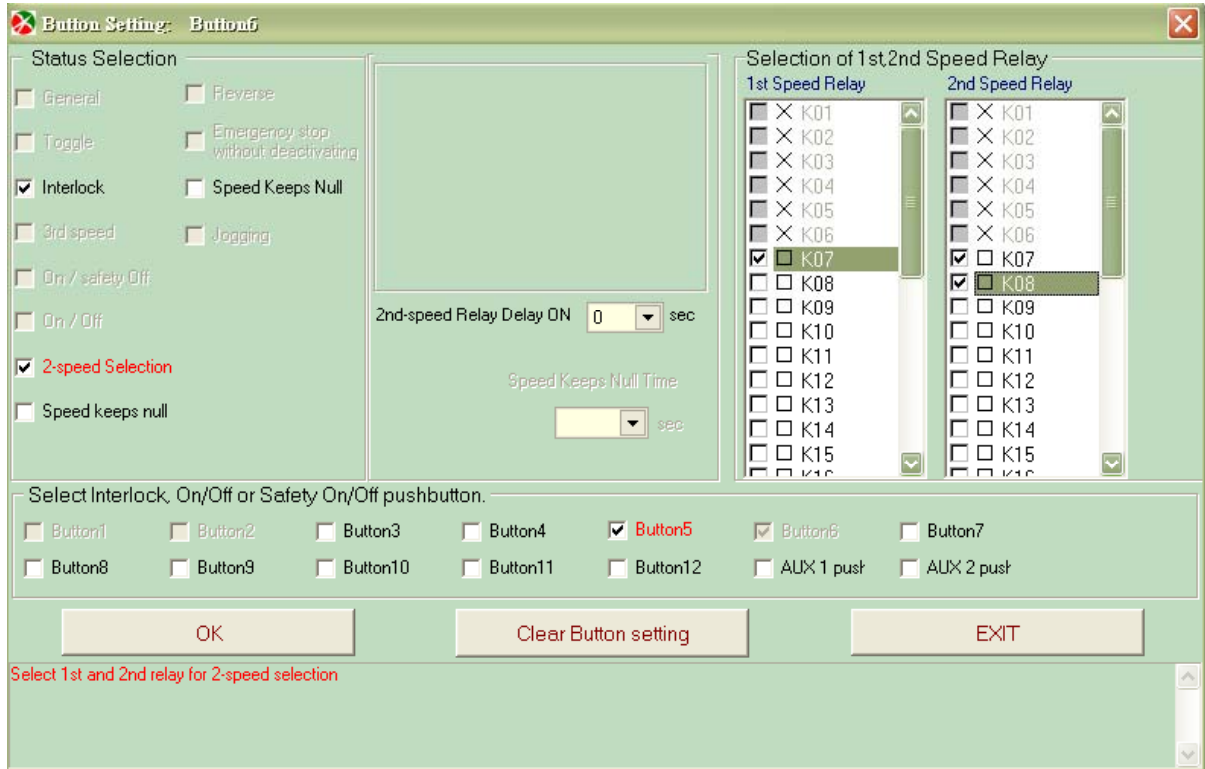 Button Setting: Button6
Status Selection
General
Reverse
Toggle
Emergency stop
without deactivating
Interlock
Speed Keeps Null
3rd speed
Jogging
On / safety Off
On / Off
2-speed Selection
Speed keeps null
2nd-speed Relay Delay ON 0 sec
Speed Keeps Null Time
sec
Selection of 1st,2nd Speed Relay
1st Speed Relay
K01
K02
K03
K04
K05
K06
K07
K08
K09
K10
K11
K12
K13
K14
K15
K16
2nd Speed Relay
K01
K02
K03
K04
K05
K06
K07
K08
K09
K10
K11
K12
K13
K14
K15
K16
Select Interlock, On/Off or Safety On/Off pushbutton.
Button1 Button2 Button3 Button4 Button5 Button6 Button7
Button8 Button9 Button10 Button11 Button12 AUX 1 push AUX 2 push
OK Clear Button setting EXIT
Select 1st and 2nd relay for 2-speed selection